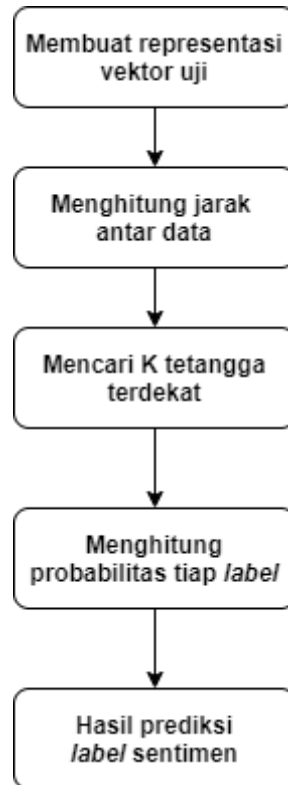 Membuat representasi
vektor uji
Menghitung jarak
antar data
Mencari K tetangga
terdekat
Menghitung
probabilitas tiap label
Hasil prediksi
label sentimen